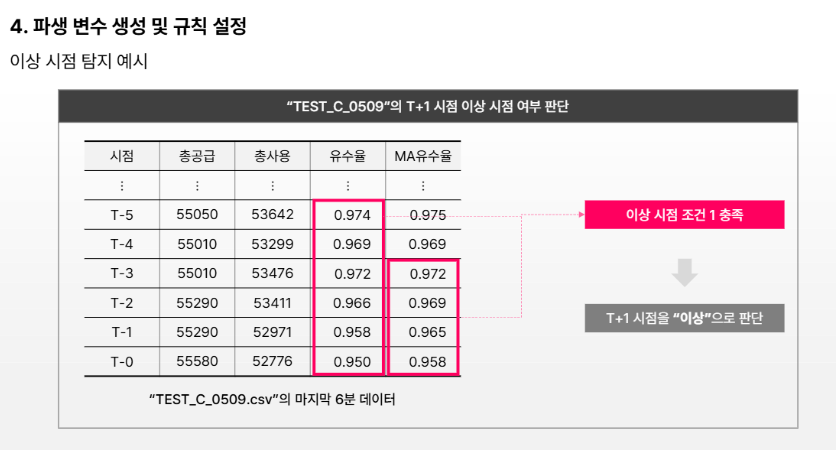 4. 파생 변수 생성 및 규칙 설정
이상 시점 탐지 예시
“TEST_C_0509”의 T+1 시점 이상 시점 여부 판단
시점 총공급 총사용 유수율 MA유수율
⋮ ⋮ ⋮ ⋮ ⋮
T-5 55050 53642 0.974 0.975
T-4 55010 53299 0.969 0.969
T-3 55010 53476 0.972 0.972
T-2 55290 53411 0.966 0.969
T-1 55290 52971 0.958 0.965
T-0 55580 52776 0.950 0.958
“TEST_C_0509.csv”의 마지막 6분 데이터
이상 시점 조건 1 충족
T+1 시점을 “이상”으로 판단